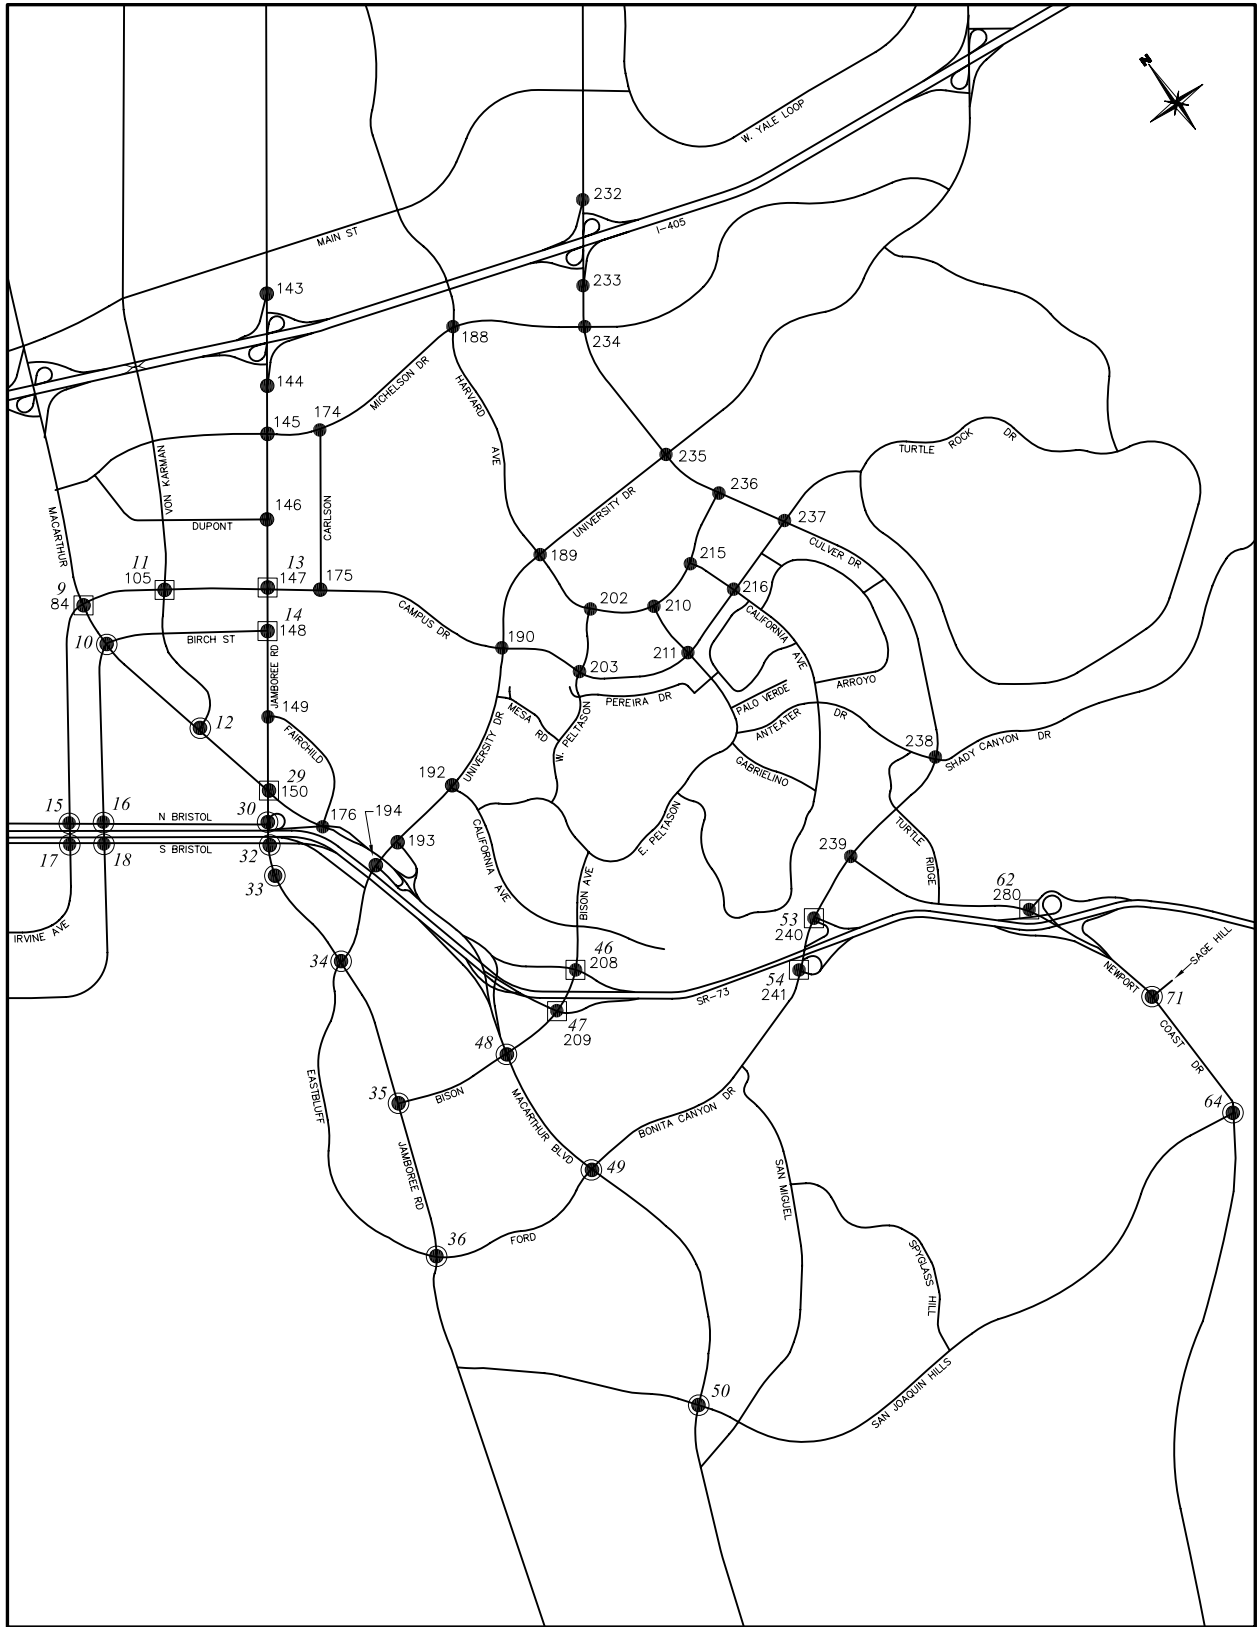 N
W. YALE LOOP
232
I-405
MAIN ST
233
143
188
234
MICHELSON DR
144
HARVARD
AVE
174
145
TURTLE ROCK DR
235
VON KARMAN
236
UNIVERSITY DR
MACARTHUR
CARLSON
146
DUPONT
237
CULVER DR
189
215
11
105
13
147
175
216
9
84
202
210
CALIFORNIA AVE
CAMPUS DR
14
148
10
BIRCH ST
190
211
203
JAMBOREE RD
PEREIRA DR
PALO VERDE
ARROYO
149
MESA RD
W. PELTASON
12
FAIRCHILD
UNIVERSITY DR
ANTEATER DR
238
SHADY CANYON DR
GABRIELINO
192
29
150
15
16
N BRISTOL
30
176
194
193
CALIFORNIA AVE
E. PELTASON
TURTLE RIDGE
17
18
S BRISTOL
32
239
33
BISON AVE
62
280
53
240
IRVINE AVE
SAGE HILL
34
46
208
54
241
NEWPORT
COAST DR
71
SR-73
47
209
48
EASTBLUFF
35
BISON
MACARTHUR BLVD
BONITA CANYON DR
64
JAMBOREE RD
49
SAN MIGUEL
36
FORD
SPYGLASS HILL
50
SAN JOAQUIN HILLS